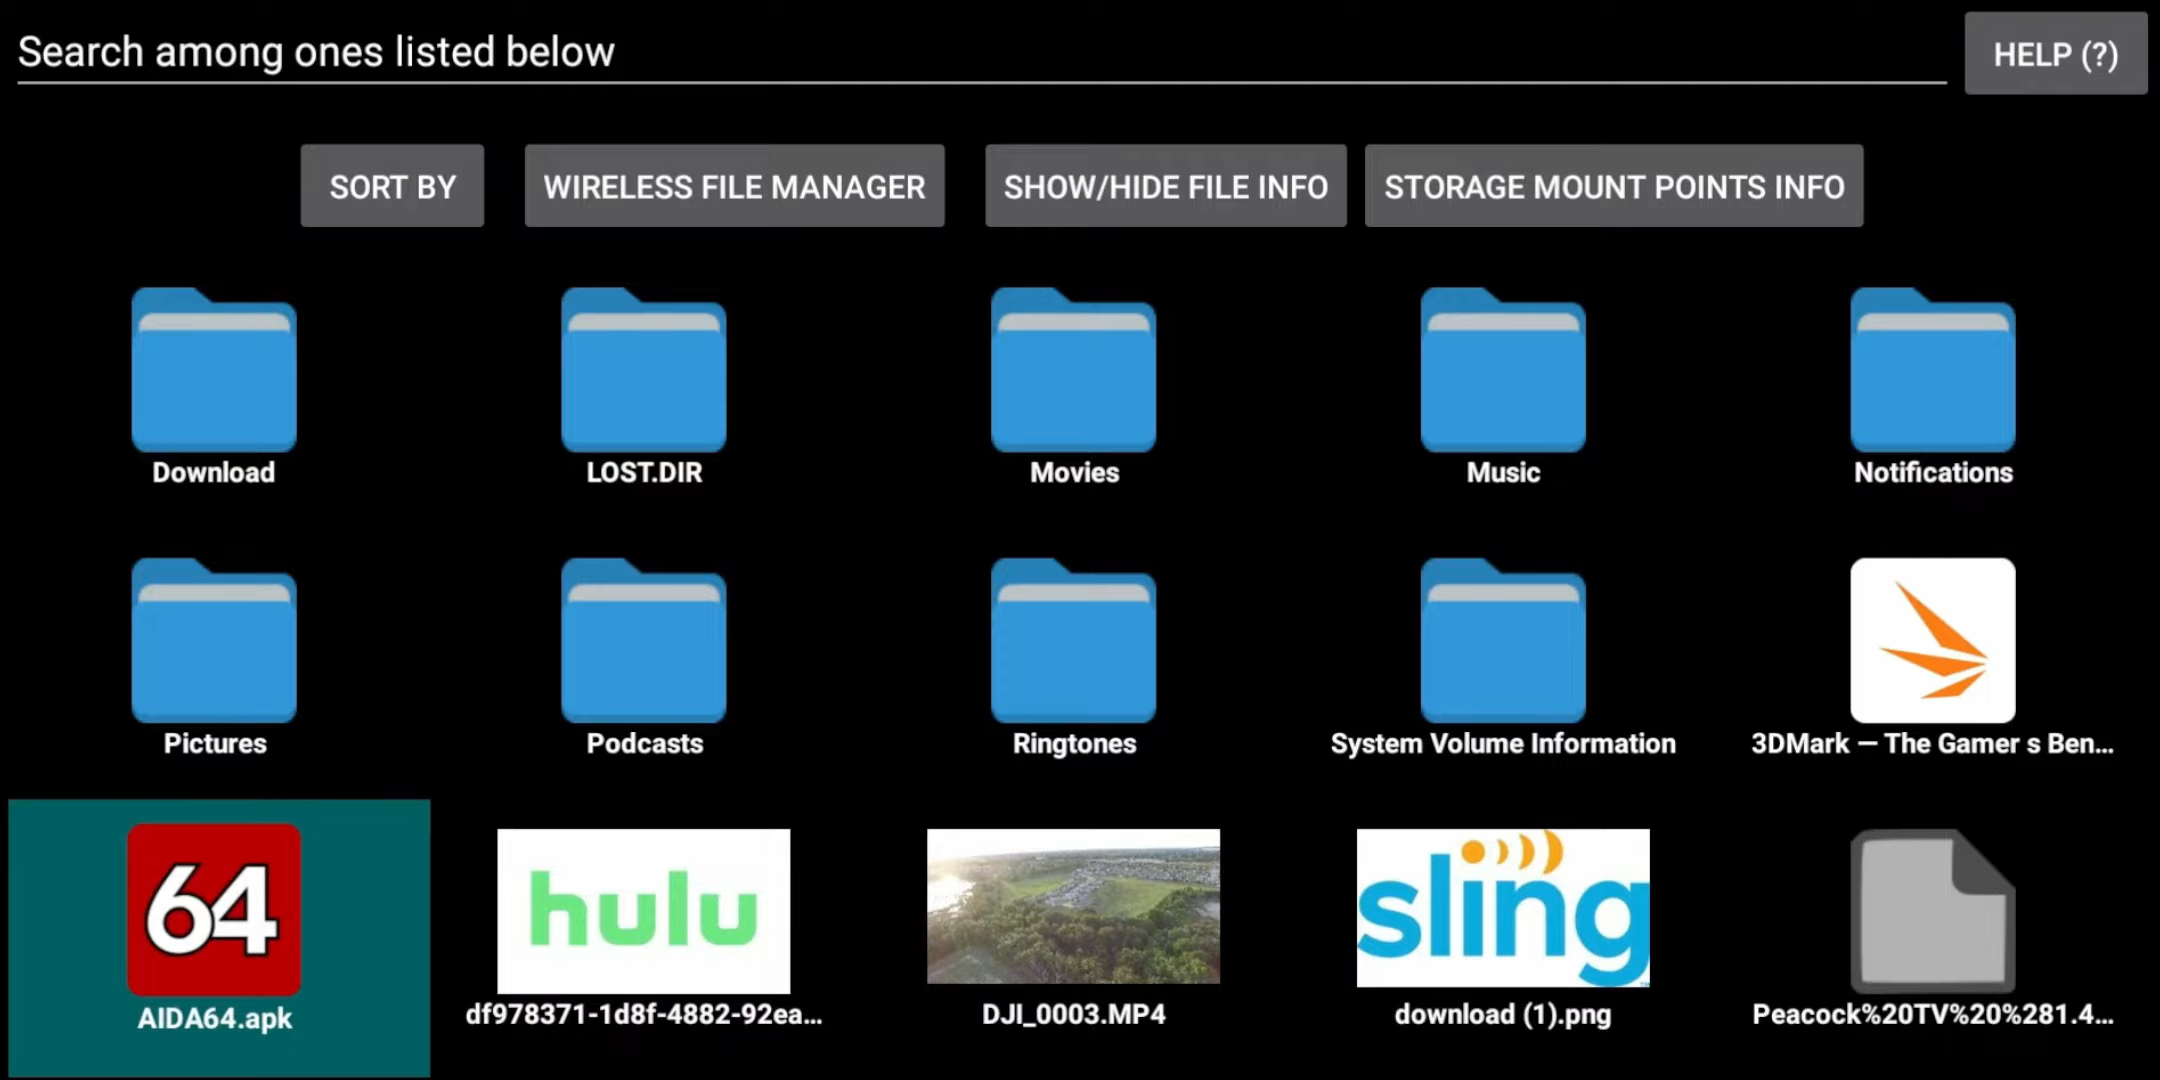 Search among ones listed below
HELP (?)
SORT BY
WIRELESS FILE MANAGER
SHOW/HIDE FILE INFO
STORAGE MOUNT POINTS INFO
Download
LOST.DIR
Movies
Music
Notifications
Pictures
Podcasts
Ringtones
System Volume Information
3DMark — The Gamer s Ben...
64
hulu
sling
AIDA64.apk
df978371-1d8f-4882-92ea...
DJI_0003.MP4
download (1).png
Peacock%20TV%20%281.4...